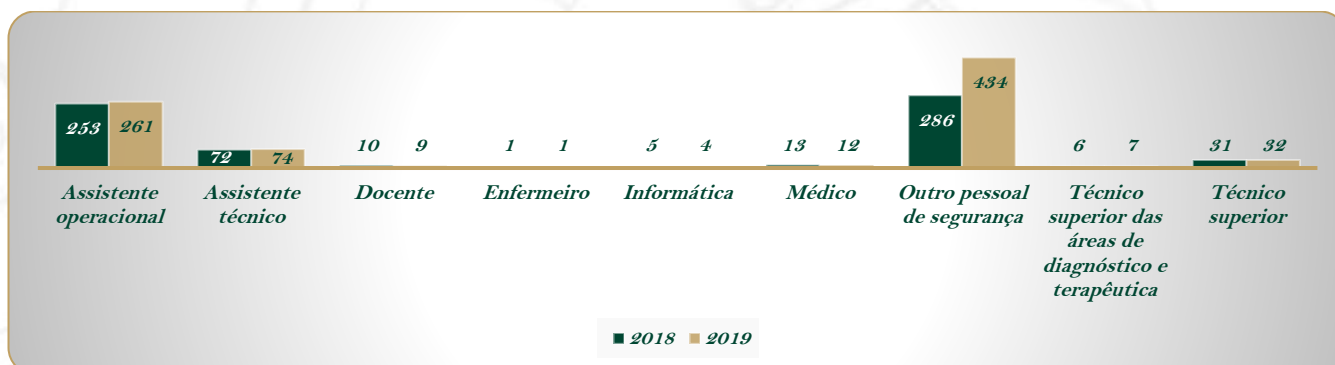 434
253 261
286
72 74
10 9
1 1
5 4
13 12
6 7
31 32
Assistente
operacional
Assistente
técnico
Docente
Enfermeiro
Informática
Médico
Outro pessoal
de segurança
Técnico
superior das
áreas de
diagnóstico e
terapêutica
Técnico
superior
2018 2019